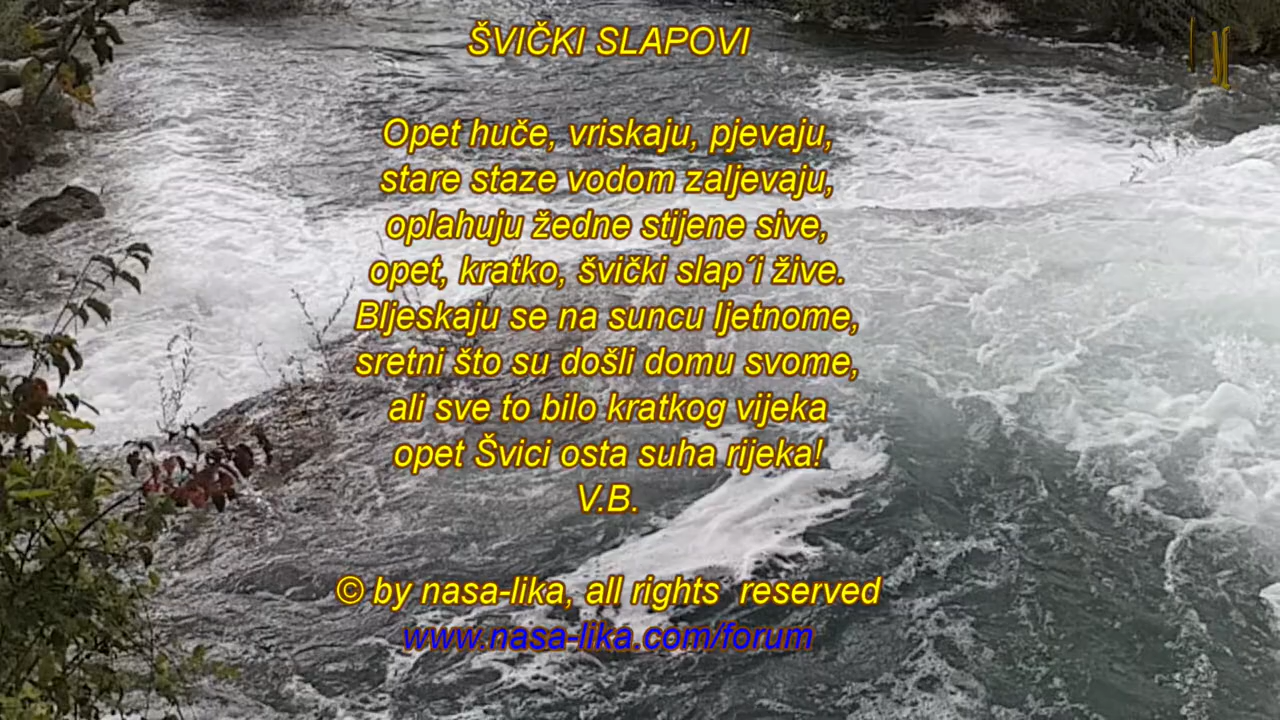 ŠVIČKI SLAPOVI
Opet huče, vriskaju, pjevaju,
stare staze vodom zaljevaju,
oplahuju žedne stijene sive,
opet, kratko, švički slap´i žive.
Bljeskaju se na suncu ljetnome,
sretni što su došli domu svome,
ali sve to bilo kratkog vijeka
opet Švici osta suha rijeka!
V.B.
© by nasa-lika, all rights  reserved
www.nasa-lika.com/forum